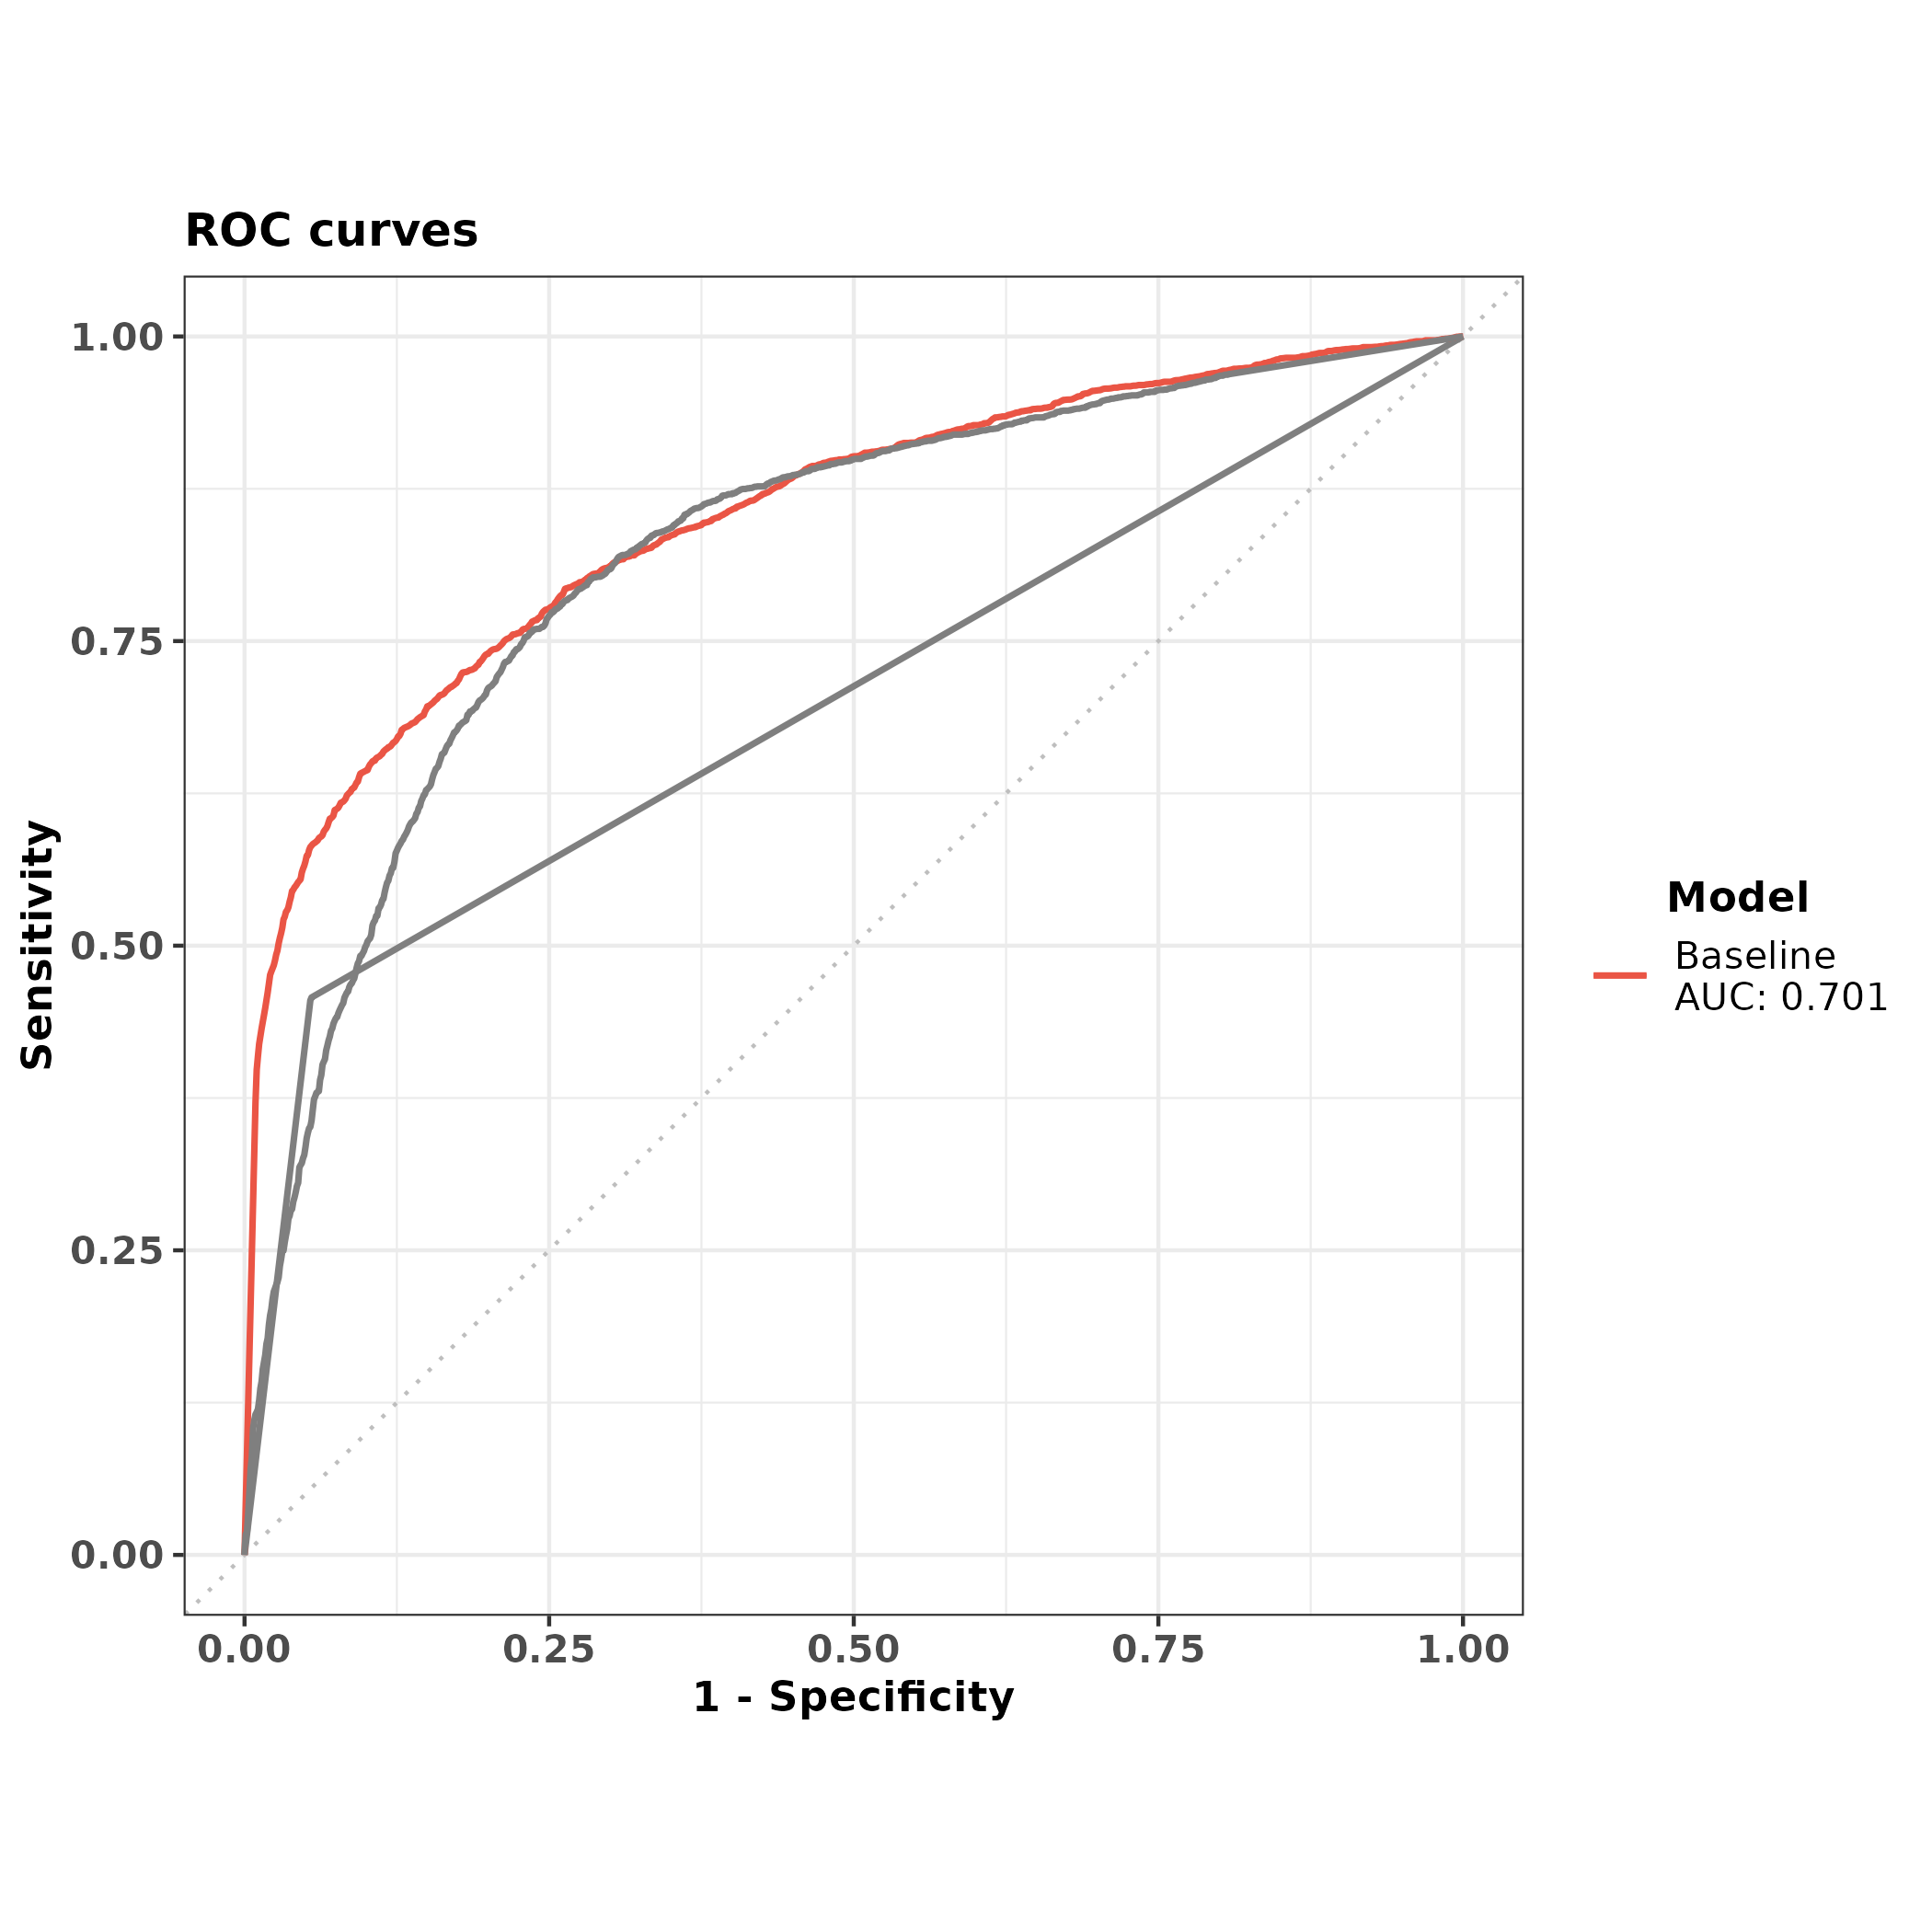 ROC curves
1.00
0.75
0.50
0.25
0.00
Sensitivity
0.00 0.25 0.50 0.75 1.00
1 - Specificity
Model
Baseline
AUC: 0.701